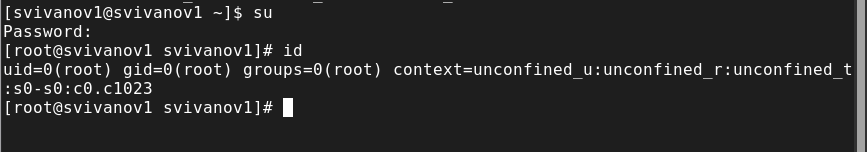 [svivanov1@svivanov1 ~]$ su
Password:
[root@svivanov1 svivanov1]# id
uid=0(root) gid=0(root) groups=0(root) context=unconfined_u:unconfined_r:unconfined_t
:s0-s0:c0.c1023
[root@svivanov1 svivanov1]#